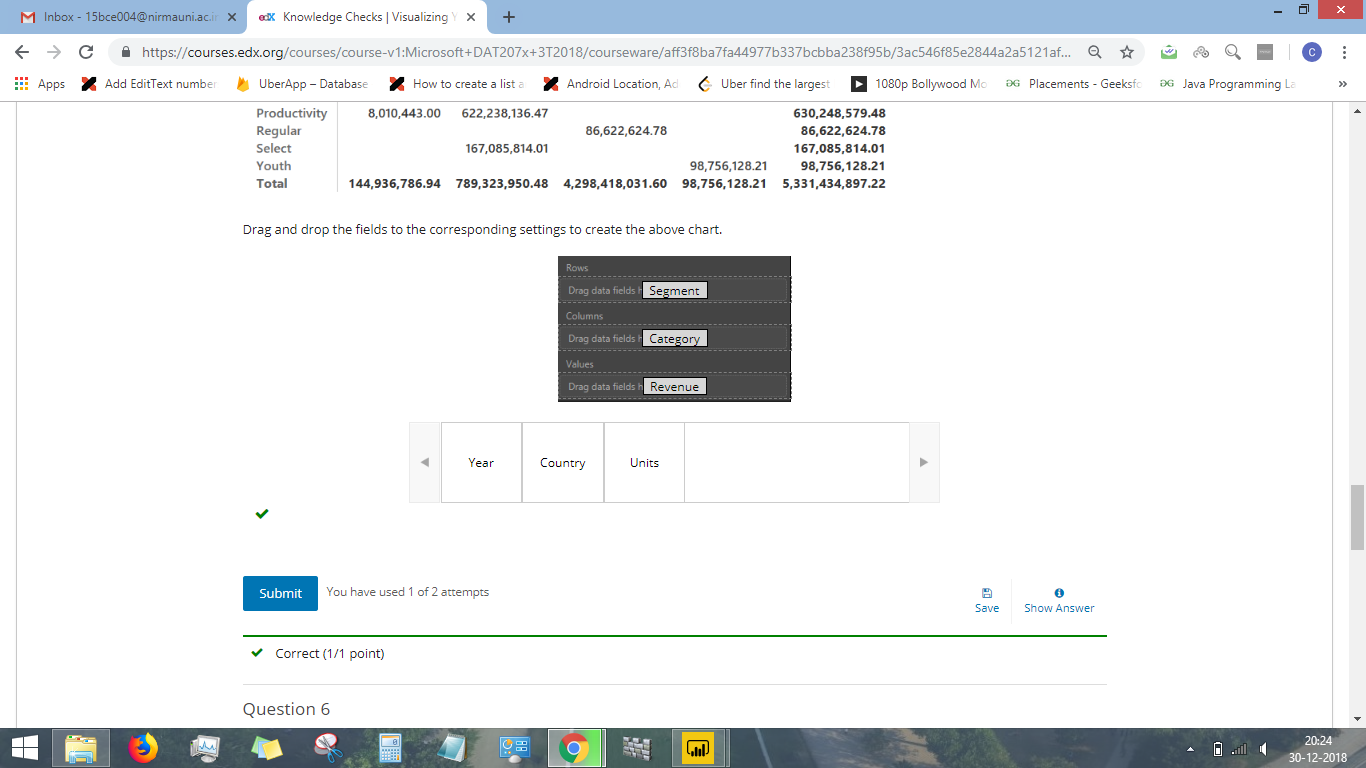 Inbox - 15bce004@nirmauni.ac.i
Knowledge Checks | Visualizing Y
https://courses.edx.org/courses/course-v1:Microsoft+DAT207x+3T2018/courseware/aff3f8ba7fa44977b337bcbba238f95b/3ac546f85e2844a2a5121af...
C
Apps
Add EditText number
UberApp – Database
How to create a list a
Android Location, Ad
Uber find the largest
1080p Bollywood Mo
Placements - Geeksfo
Java Programming La
Productivity 8,010,443.00 622,238,136.47 630,248,579.48
Regular 86,622,624.78 86,622,624.78
Select 167,085,814.01 167,085,814.01
Youth 98,756,128.21 98,756,128.21
Total 144,936,786.94 789,323,950.48 4,298,418,031.60 98,756,128.21 5,331,434,897.22
Drag and drop the fields to the corresponding settings to create the above chart.
Rows
Drag data fields h Segment
Columns
Drag data fields h Category
Values
Drag data fields h Revenue
Year Country Units
Submit You have used 1 of 2 attempts
Save
Show Answer
Correct (1/1 point)
Question 6
20:24
30-12-2018